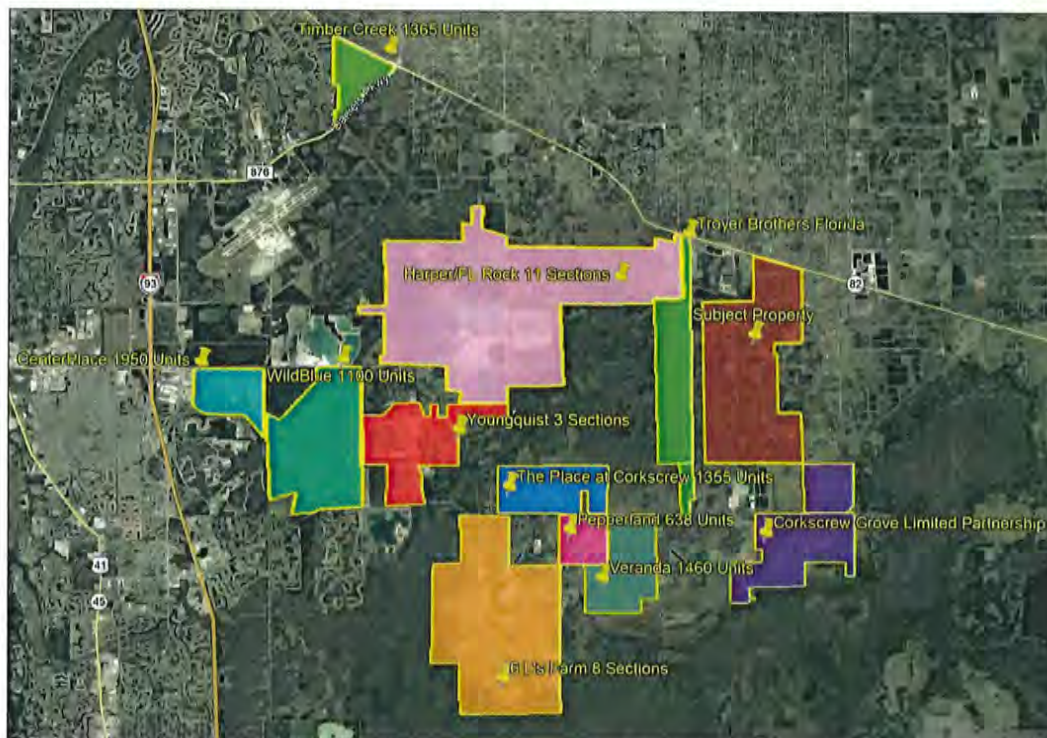 Timber Creek 1365 Units
876
Troyer Brothers Florida
Harper/FL Rock 11 Sections
93
82
Subject Property
CenterPlace 1950 Units
WildBlue 1100 Units
Youngquist 3 Sections
The Place at Corkscrew 1355 Units
Pepperland 638 Units
Corkscrew Grove Limited Partnership
41
Veranda 1460 Units
45
6 L's Farm 8 Sections